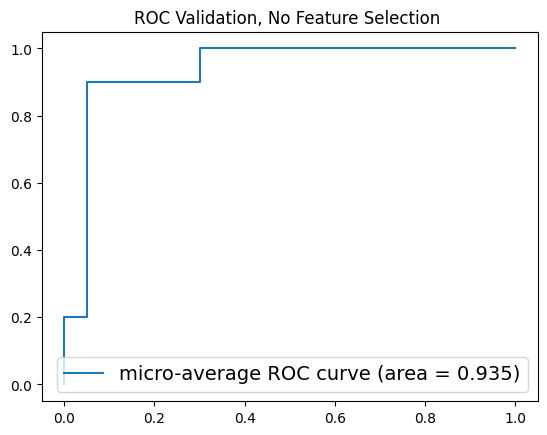 ROC Validation, No Feature Selection
1.0
0.8
0.6
0.4
0.2
0.0
micro-average ROC curve (area = 0.935)
0.0 0.2 0.4 0.6 0.8 1.0